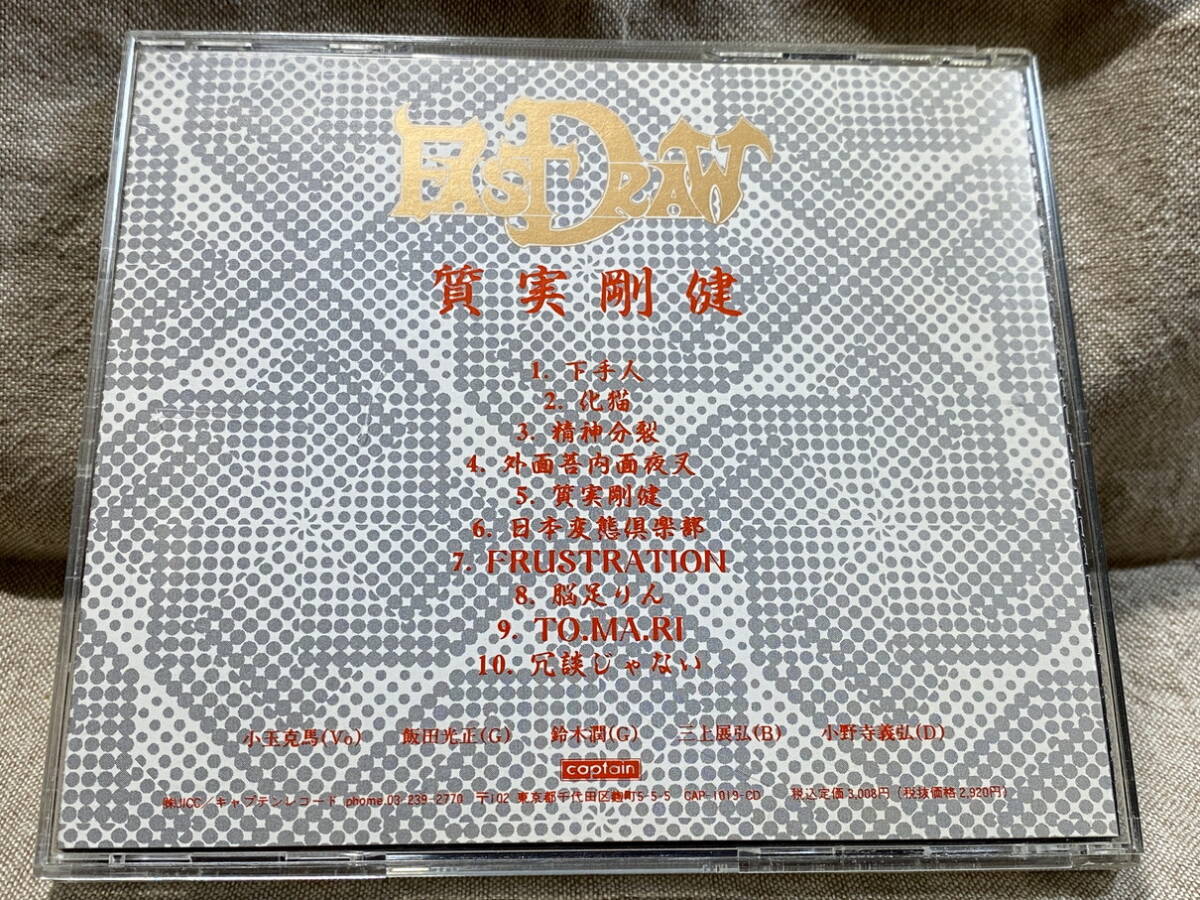 FAST DRAW
質実剛健
1. 下手人
2. 化猫
3. 精神分裂
4. 外面菩内面夜叉
5. 質実剛健
6. 日本変態倶楽部
7. FRUSTRATION
8. 脳足りん
9. TO.MA.RI
10. 冗談じゃない
小玉克馬(Vo) 飯田光正(G) 鈴木潤(G) 三上展弘(B) 小野寺義弘(D)
captain
㈱JICC／キャプテンレコード phome.03-239-2770 〒102 東京都千代田区麹町5-5-5 CAP-1019-CD 税込定価3,008円(税抜価格2,920円)